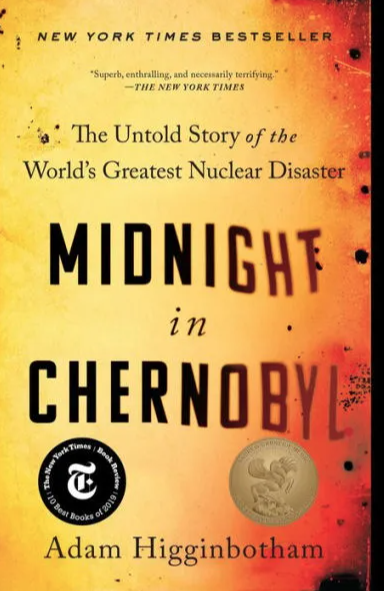 NEW YORK TIMES BESTSELLER
"Superb, enthralling, and necessarily terrifying."
—THE NEW YORK TIMES
The Untold Story of the
World's Greatest Nuclear Disaster
MIDNIGHT
in
CHERNOBYL
The New York Times Book Review
T
10 Best Books of 2019
Adam Higginbotham